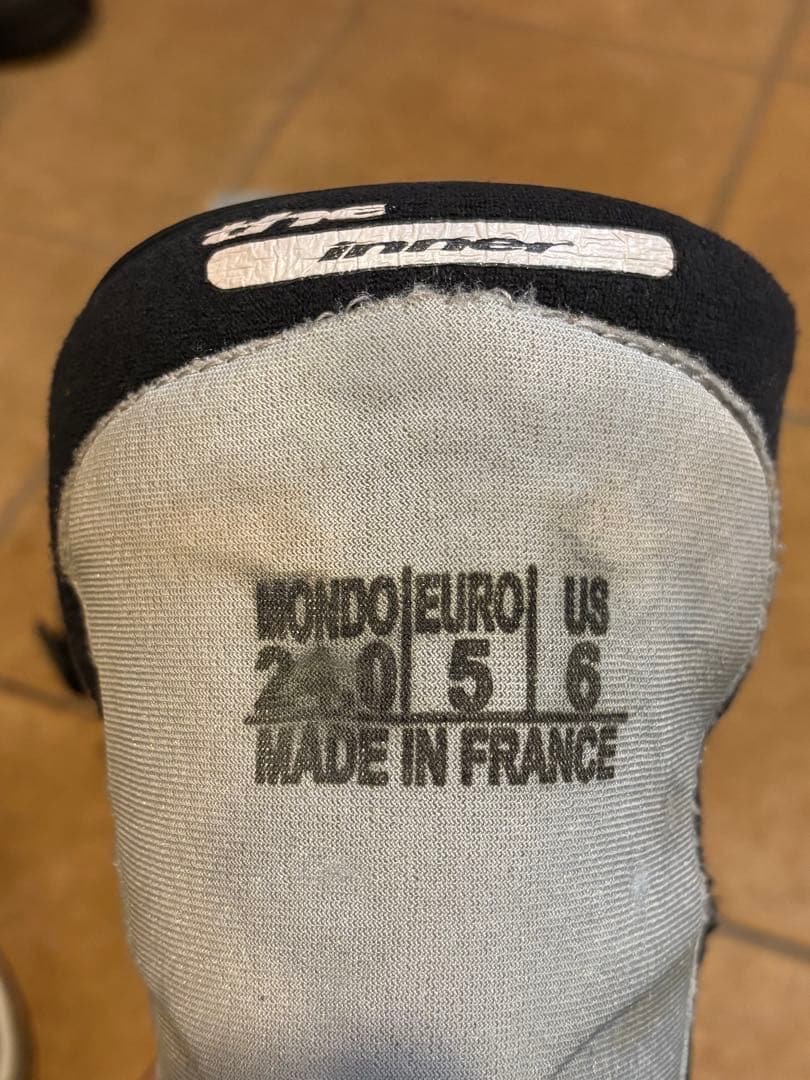 the
inner
MONDO EURO US
5 6
MADE IN FRANCE